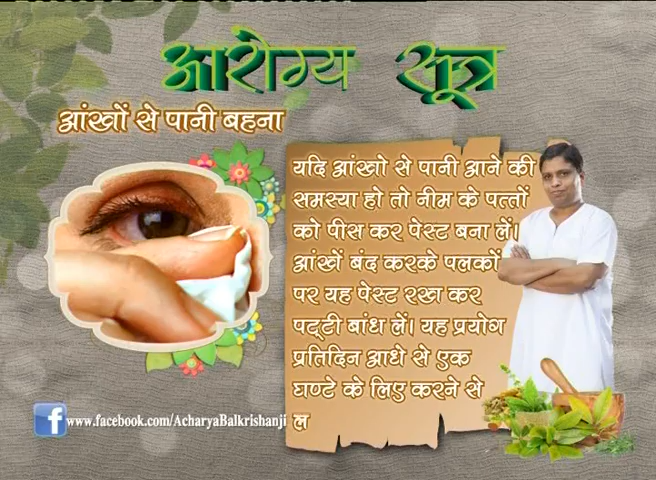 आरोग्य सूत्र
आंखों से पानी बहना
यदि आंखो से पानी आने की
समस्या हो तो नीम के पत्तों
को पीस कर पेस्ट बना लें।
आंखें बंद करके पलकों
पर यह पेस्ट रख कर
पट्टी बांध लें। यह प्रयोग
प्रतिदिन आधे से एक
घण्टे के लिए करने से
ल
www.facebook.com/AcharyaBalkrishanji